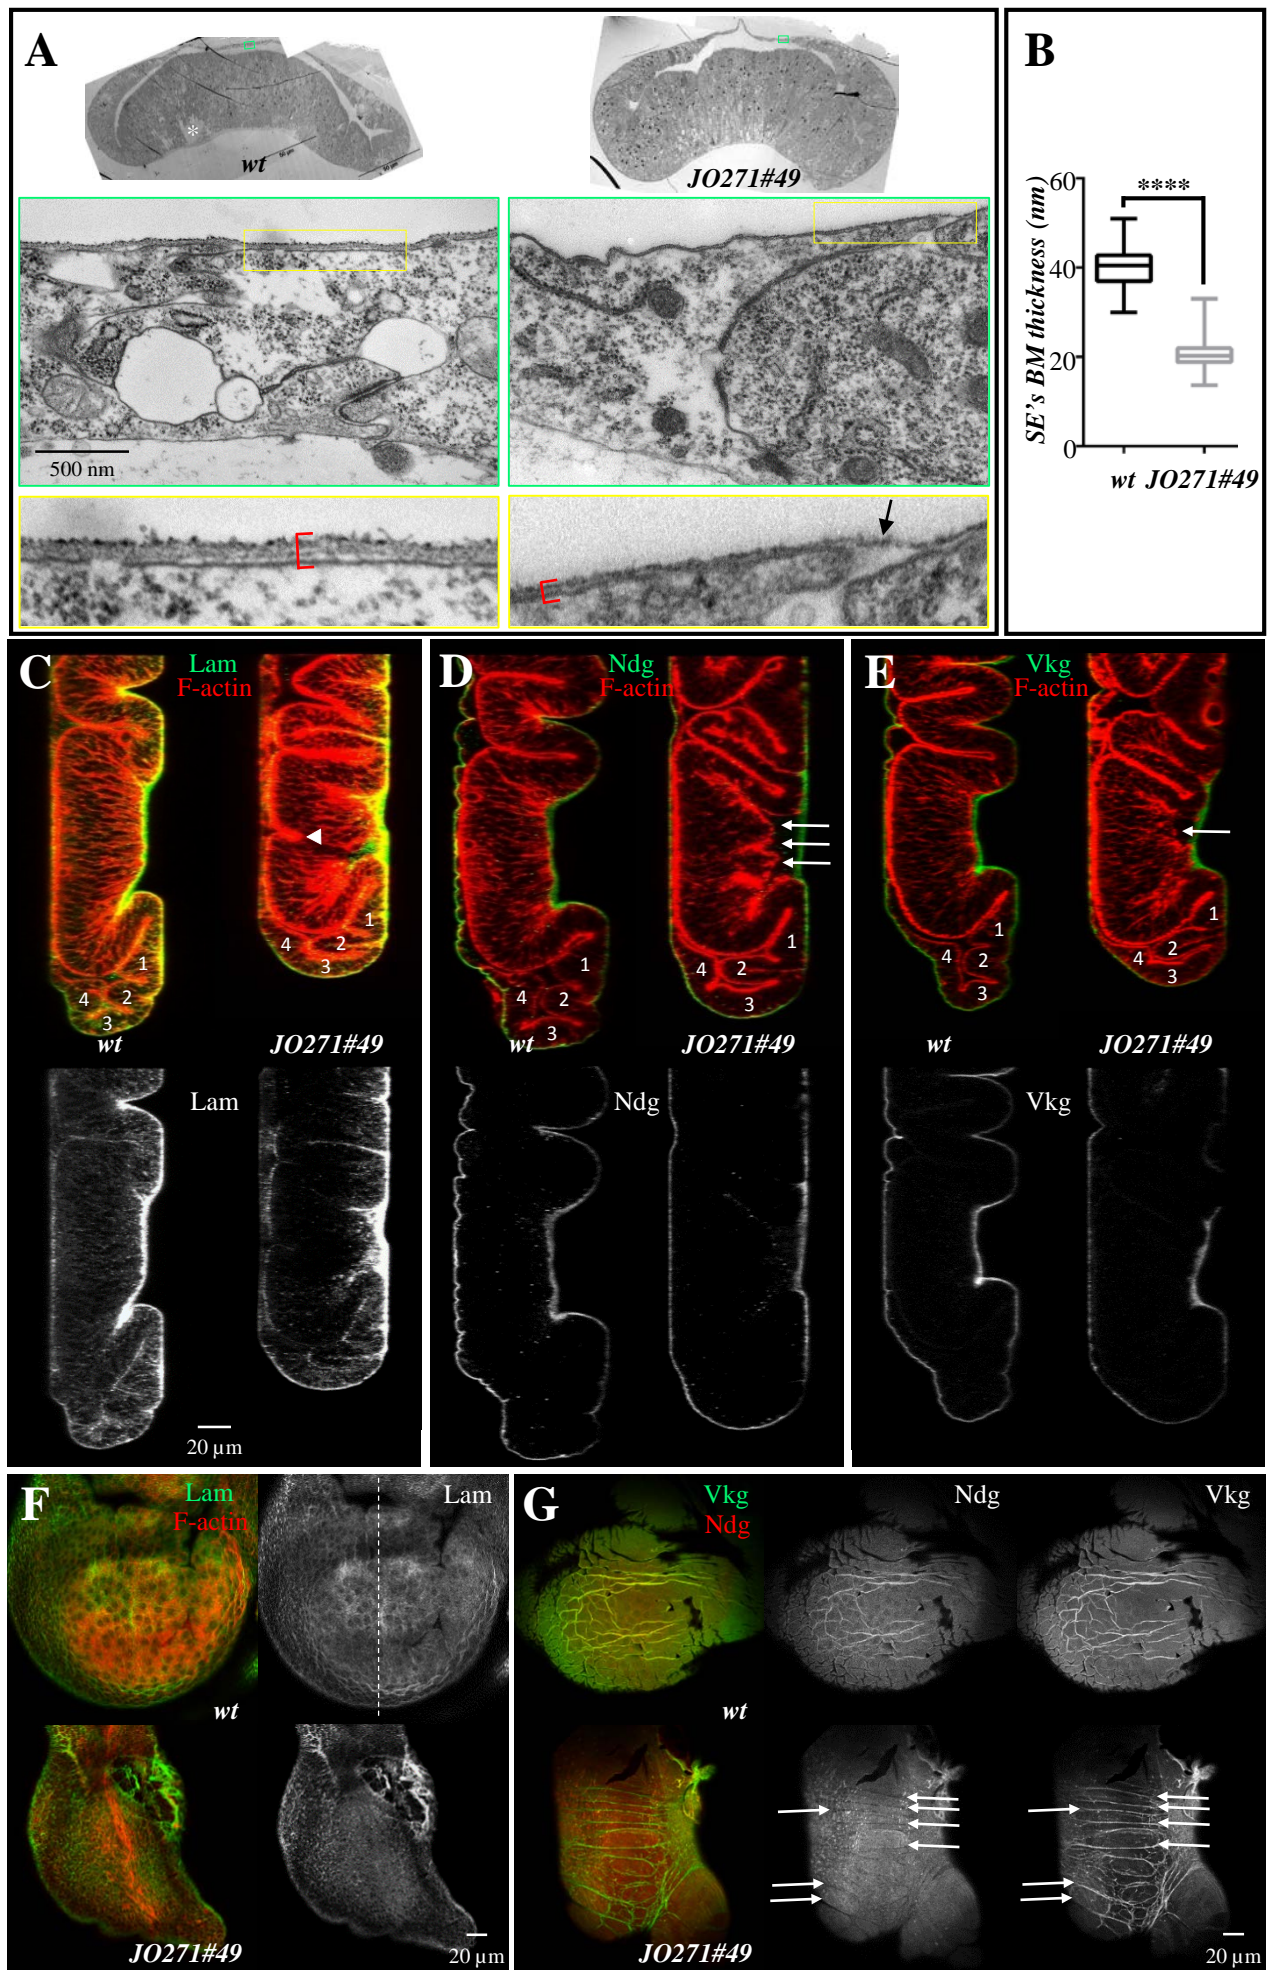 A
B
wt
50 µm
50 µm
JO271#49
500 nm
SE's BM thickness (nm)
60
40
20
0
****
wt JO271#49
C
Lam
F-actin
D
Ndg
F-actin
E
Vkg
F-actin
1
2
3
4
1
2
3
4
1
2
3
4
1
2
3
4
1
2
3
4
1
2
3
4
wt
JO271#49
wt
JO271#49
wt
JO271#49
Lam
Ndg
Vkg
20 µm
F
Lam
F-actin
Lam
G
Vkg
Ndg
Ndg
Vkg
wt
wt
JO271#49
20 µm
JO271#49
20 µm